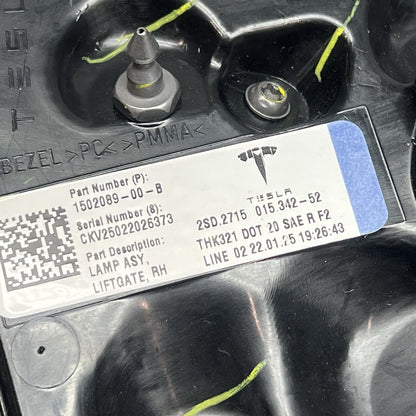 TESLA
BEZEL >PC< >PMMA<
Part Number (P):
1502089-00-B
Serial Number (S):
CKV25022026373
Part Description:
LAMP ASY,
LIFTGATE, RH
TESLA
2SD.2715 015.342-52
THK321 DOT 20 SAE R F2
LINE 02 22.01.25 19:26:43